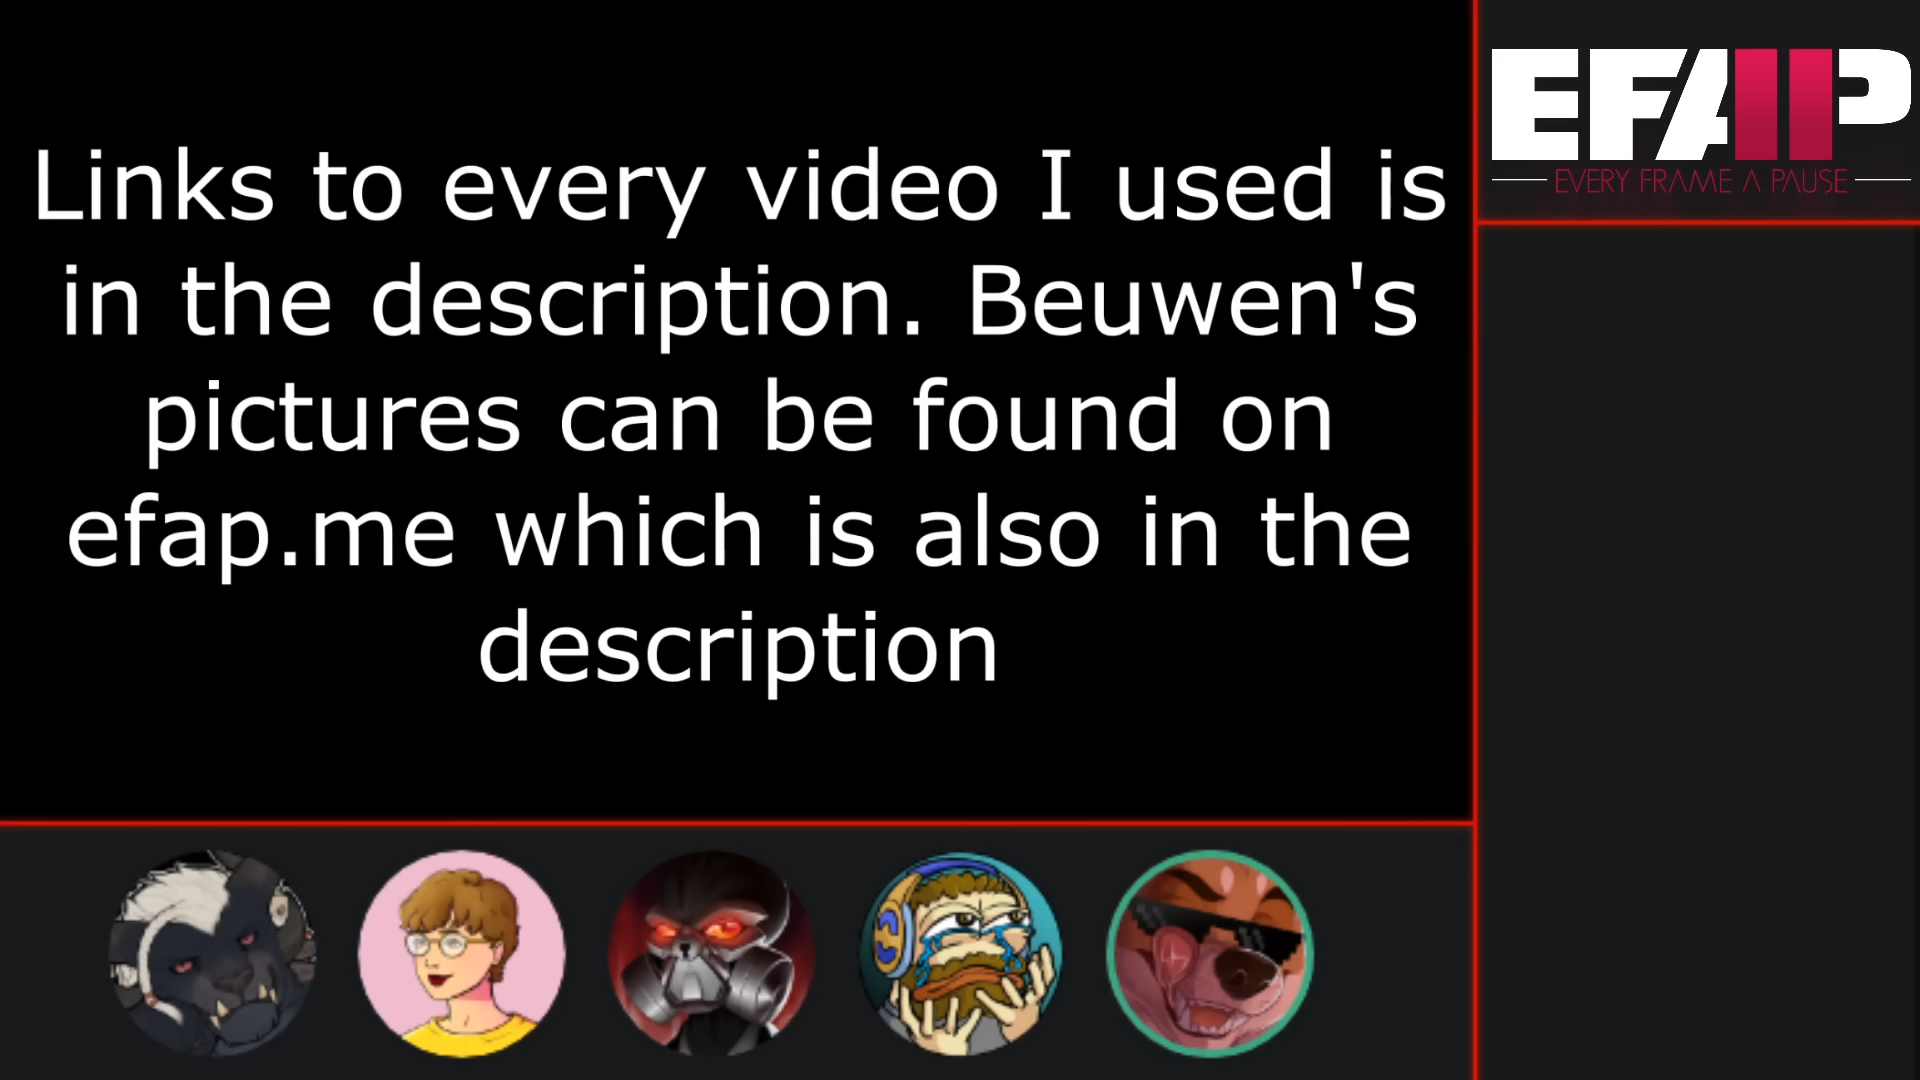 Links to every video I used is
in the description. Beuwen's
pictures can be found on
efap.me which is also in the
description
EFAP
EVERY FRAME A PAUSE